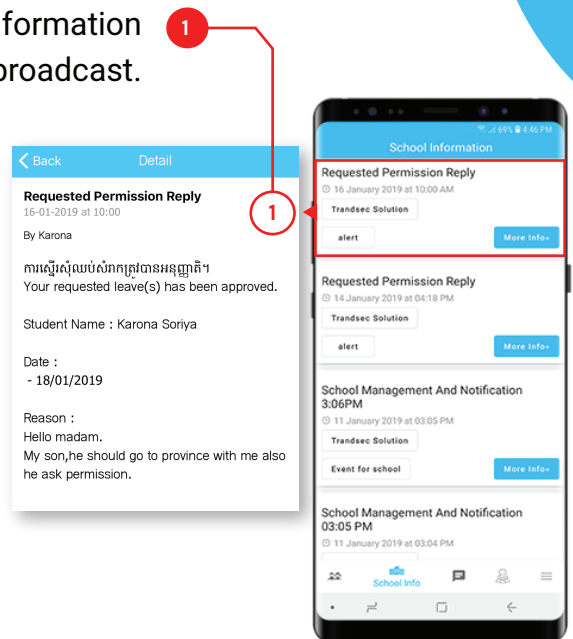 formation
broadcast.
1
Back
Detail
Requested Permission Reply
16-01-2019 at 10:00
By Karona
ការស្នើរសុំឈប់សំរាកត្រូវបានអនុញ្ញាតិ។
Your requested leave(s) has been approved.
Student Name : Karona Soriya
Date :
- 18/01/2019
Reason :
Hello madam.
My son,he should go to province with me also
he ask permission.
1
69% 4:46 PM
School Information
Requested Permission Reply
16 January 2019 at 10:00 AM
Trandsec Solution
alert
More Info»
Requested Permission Reply
14 January 2019 at 04:18 PM
Trandsec Solution
alert
More Info»
School Management And Notification
3:06PM
11 January 2019 at 03:05 PM
Trandsec Solution
Event for school
More Info»
School Management And Notification
03:05 PM
11 January 2019 at 03:04 PM
School Info